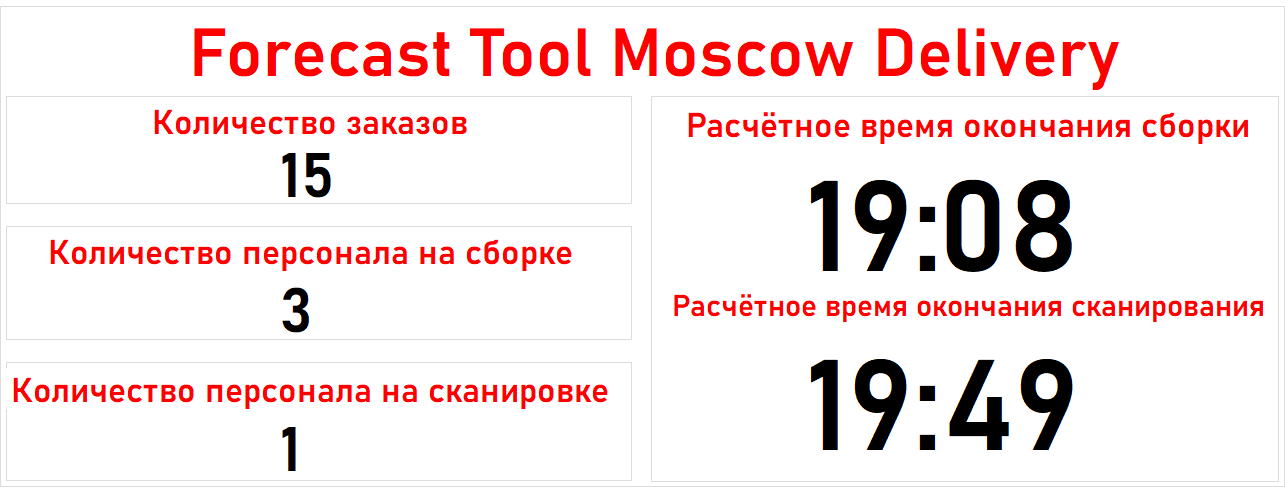 Forecast Tool Moscow Delivery
Количество заказов
15
Количество персонала на сборке
3
Количество персонала на сканировке
1
Расчётное время окончания сборки
19:08
Расчётное время окончания сканирования
19:49